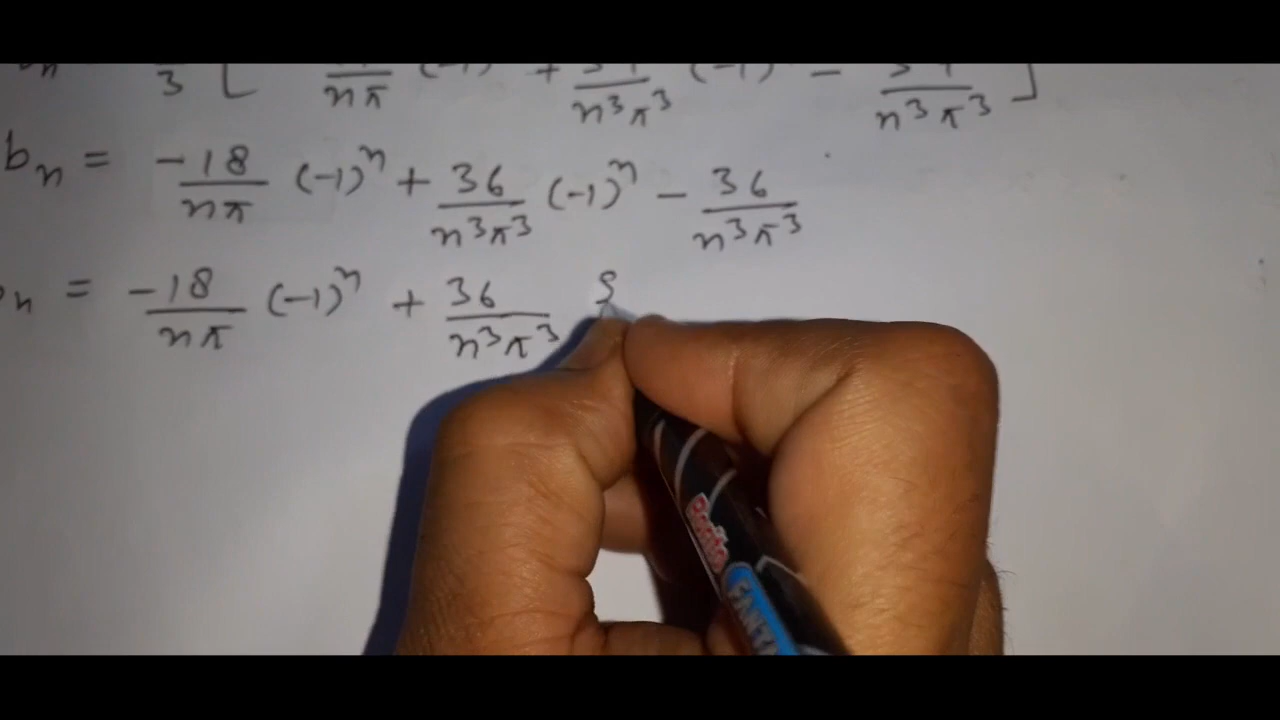 3 [ nπ (-1) + n³π³ (-1) - n³π³ ]
bₙ = -18/nπ (-1)ⁿ + 36/n³π³ (-1)ⁿ - 36/n³π³
ₙ = -18/nπ (-1)ⁿ + 36/n³π³